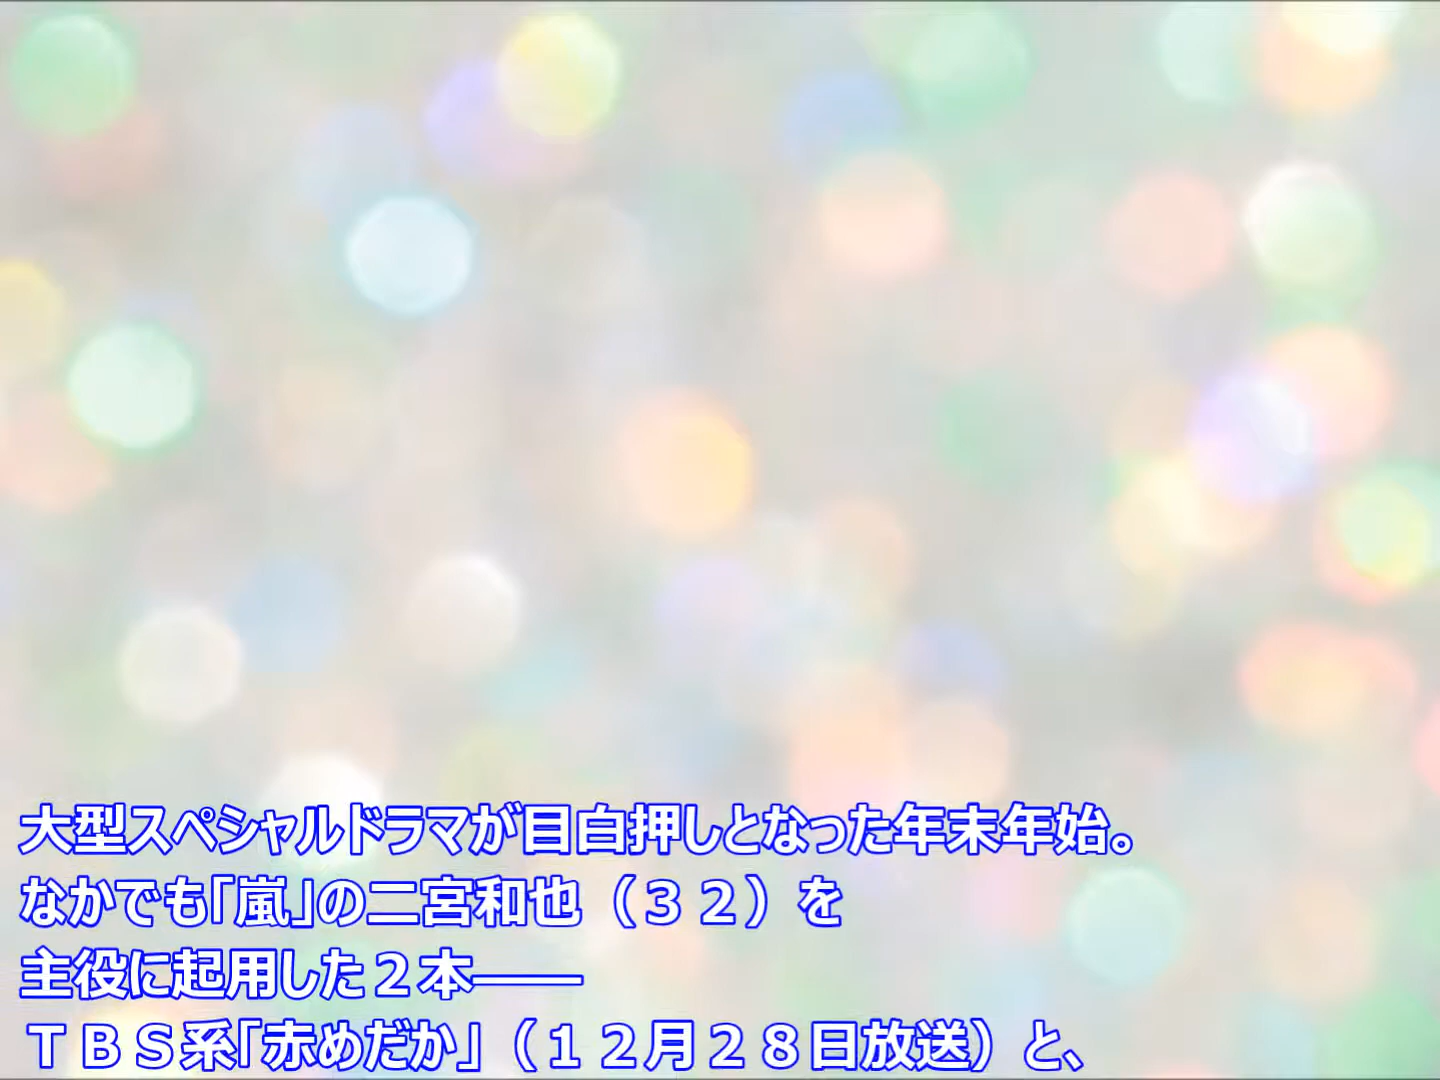 大型スペシャルドラマが目白押しとなった年末年始。
なかでも「嵐」の二宮和也（３２）を
主役に起用した２本――
ＴＢＳ系「赤めだか」（１２月２８日放送）と、